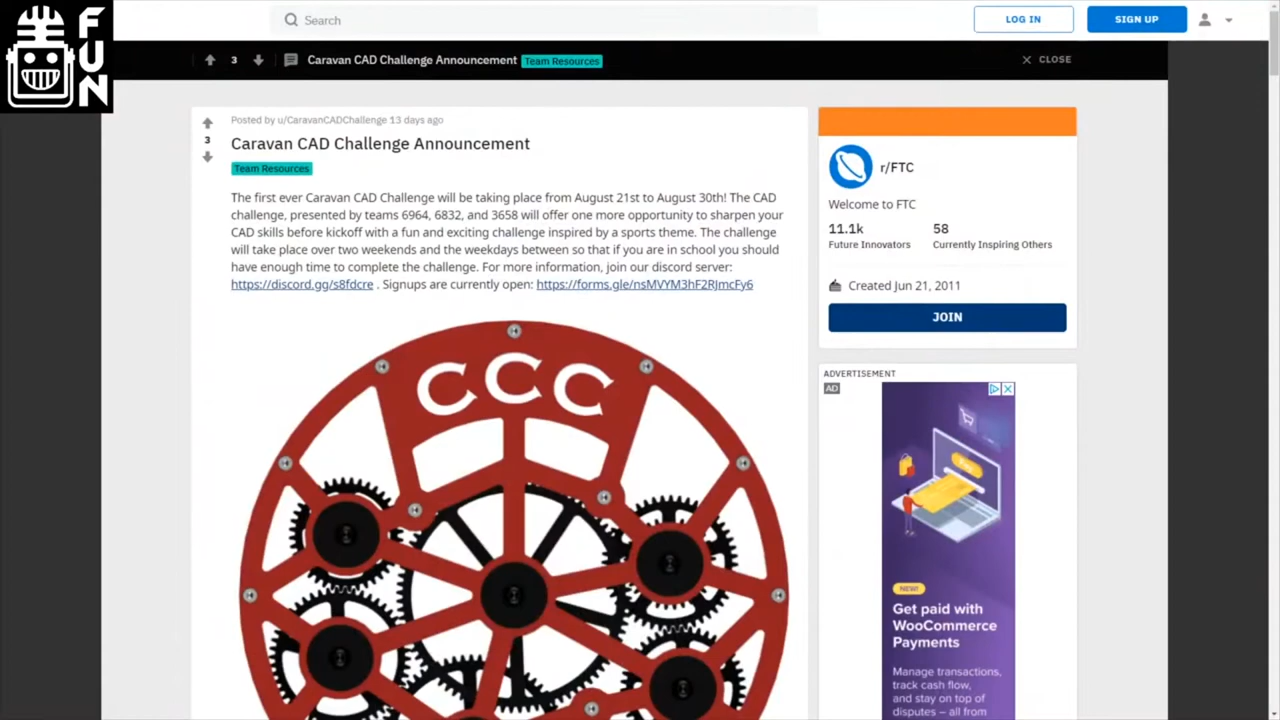 FUN
Search
LOG IN
SIGN UP
3
Caravan CAD Challenge Announcement Team Resources
CLOSE
Posted by u/CaravanCADChallenge 13 days ago
3
Caravan CAD Challenge Announcement
Team Resources
The first ever Caravan CAD Challenge will be taking place from August 21st to August 30th! The CAD
challenge, presented by teams 6964, 6832, and 3658 will offer one more opportunity to sharpen your
CAD skills before kickoff with a fun and exciting challenge inspired by a sports theme. The challenge
will take place over two weekends and the weekdays between so that if you are in school you should
have enough time to complete the challenge. For more information, join our discord server:
https://discord.gg/s8fdcre . Signups are currently open: https://forms.gle/nsMVYM3hF2RJmcFy6
CCC
r/FTC
Welcome to FTC
11.1k 58
Future Innovators Currently Inspiring Others
Created Jun 21, 2011
JOIN
ADVERTISEMENT
AD
Pay
NEW!
Get paid with
WooCommerce
Payments
Manage transactions,
track cash flow,
and stay on top of
disputes – all from